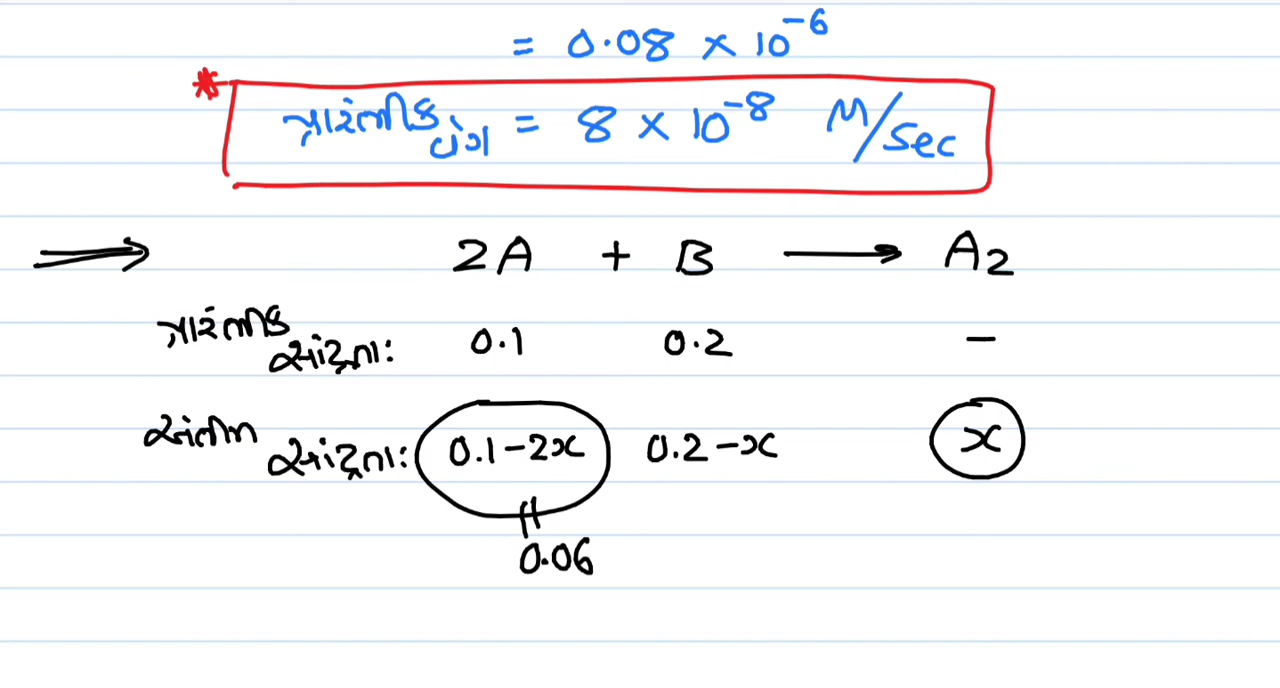 = 0.08 × 10⁻⁶
* પ્રારંભીક વેગ = 8 × 10⁻⁸ M/sec
⟹ 2A + B ⟶ A₂
પ્રારંભીક સાંદ્રતા: 0.1 0.2 –
અંતીમ સાંદ્રતા: 0.1-2x 0.2-x x
0.06